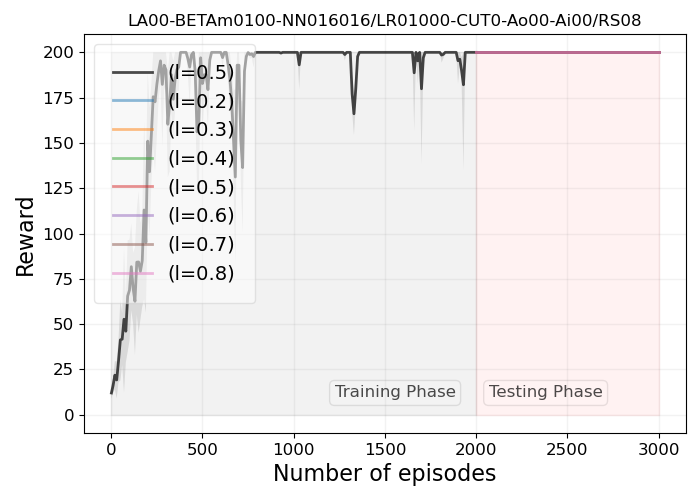 LA00-BETAm0100-NN016016/LR01000-CUT0-Ao00-Ai00/RS08
200
175
150
125
100
75
50
25
0
Reward
(l=0.5)
(l=0.2)
(l=0.3)
(l=0.4)
(l=0.5)
(l=0.6)
(l=0.7)
(l=0.8)
Training Phase
Testing Phase
0
500
1000
1500
2000
2500
3000
Number of episodes